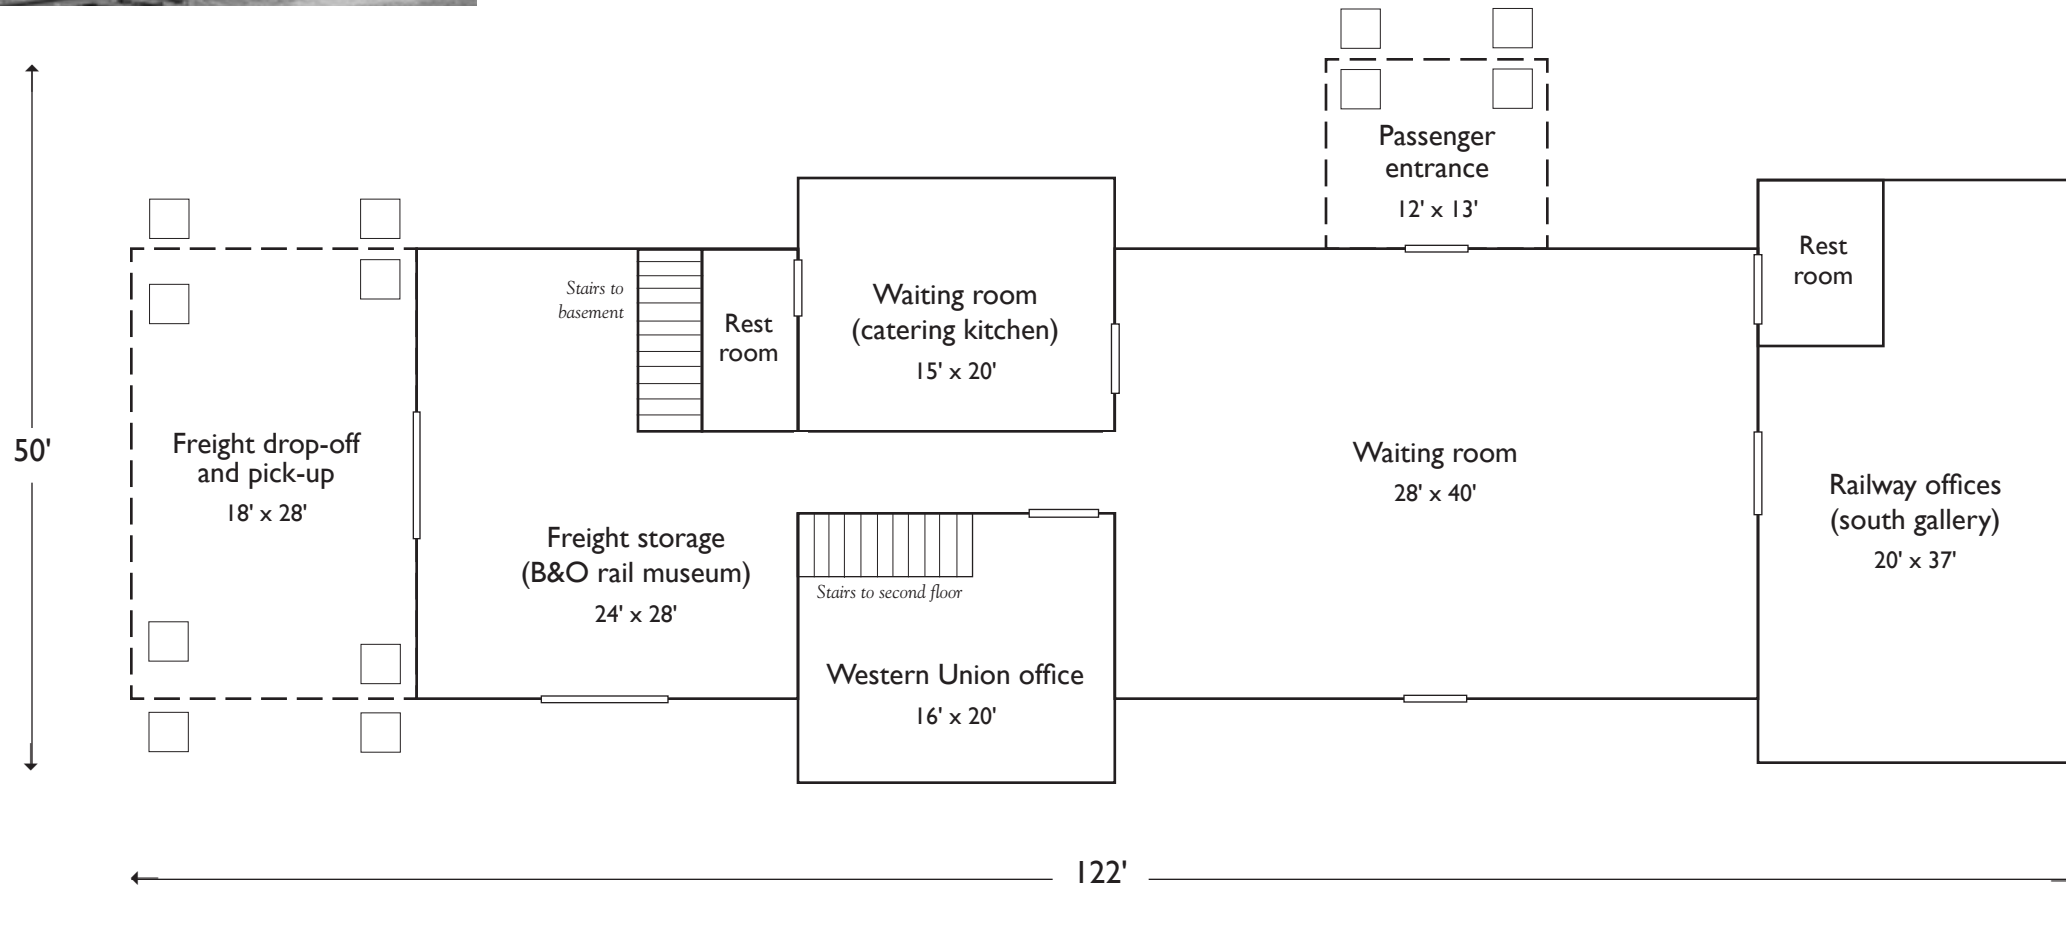 Passenger
entrance
12' x 13'
Rest
room
Stairs to
basement
Rest
room
Waiting room
(catering kitchen)
15' x 20'
50'
Freight drop-off
and pick-up
18' x 28'
Freight storage
(B&O rail museum)
24' x 28'
Stairs to second floor
Western Union office
16' x 20'
Waiting room
28' x 40'
Railway offices
(south gallery)
20' x 37'
122'